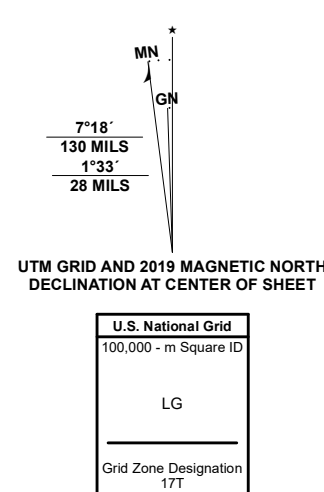 ★
MN
GN
7°18´
130 MILS
1°33´
28 MILS
UTM GRID AND 2019 MAGNETIC NORTH
DECLINATION AT CENTER OF SHEET
U.S. National Grid
100,000 - m Square ID
LG
Grid Zone Designation
17T